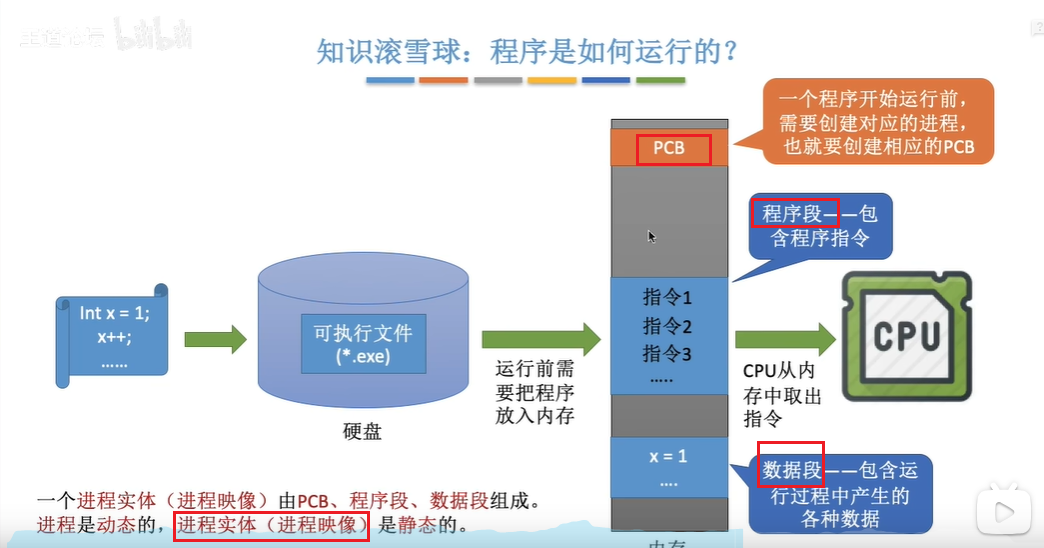 王道论坛 bilibili
知识滚雪球：程序是如何运行的？
一个程序开始运行前，
需要创建对应的进程，
也就要创建相应的PCB
PCB
程序段——包
含程序指令
Int x = 1;
x++;
……
可执行文件
(*.exe)
硬盘
运行前需
要把程序
放入内存
指令1
指令2
指令3
…..
CPU从内
存中取出
指令
CPU
x = 1
….
数据段——包含运
行过程中产生的
各种数据
一个进程实体（进程映像）由PCB、程序段、数据段组成。
进程是动态的，进程实体（进程映像）是静态的。
内存